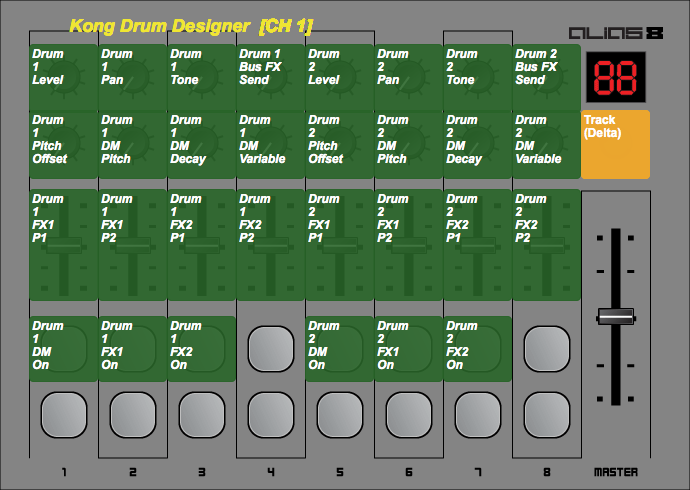 Kong Drum Designer [CH 1]
ALIAS 8
88
Drum 1 Level
Drum 1 Pan
Drum 1 Tone
Drum 1 Bus FX Send
Drum 2 Level
Drum 2 Pan
Drum 2 Tone
Drum 2 Bus FX Send
Drum 1 Pitch Offset
Drum 1 DM Pitch
Drum 1 DM Decay
Drum 1 DM Variable
Drum 2 Pitch Offset
Drum 2 DM Pitch
Drum 2 DM Decay
Drum 2 DM Variable
Track (Delta)
Drum 1 FX1 P1
Drum 1 FX1 P2
Drum 1 FX2 P1
Drum 1 FX2 P2
Drum 2 FX1 P1
Drum 2 FX1 P2
Drum 2 FX2 P1
Drum 2 FX2 P2
Drum 1 DM On
Drum 1 FX1 On
Drum 1 FX2 On
Drum 2 DM On
Drum 2 FX1 On
Drum 2 FX2 On
1 2 3 4 5 6 7 8 MASTER